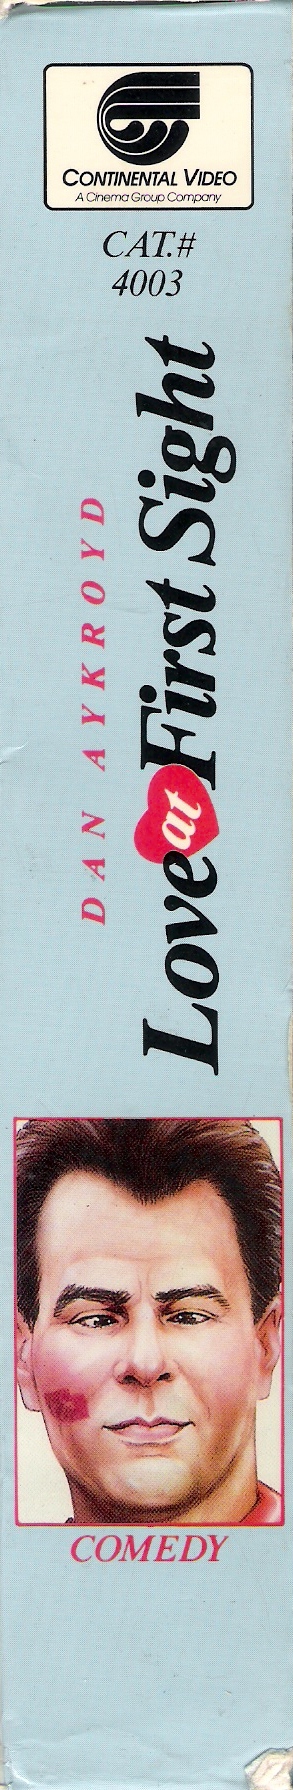 CONTINENTAL VIDEO
A Cinema Group Company
CAT.#
4003
DAN AYKROYD
Love at First Sight
COMEDY